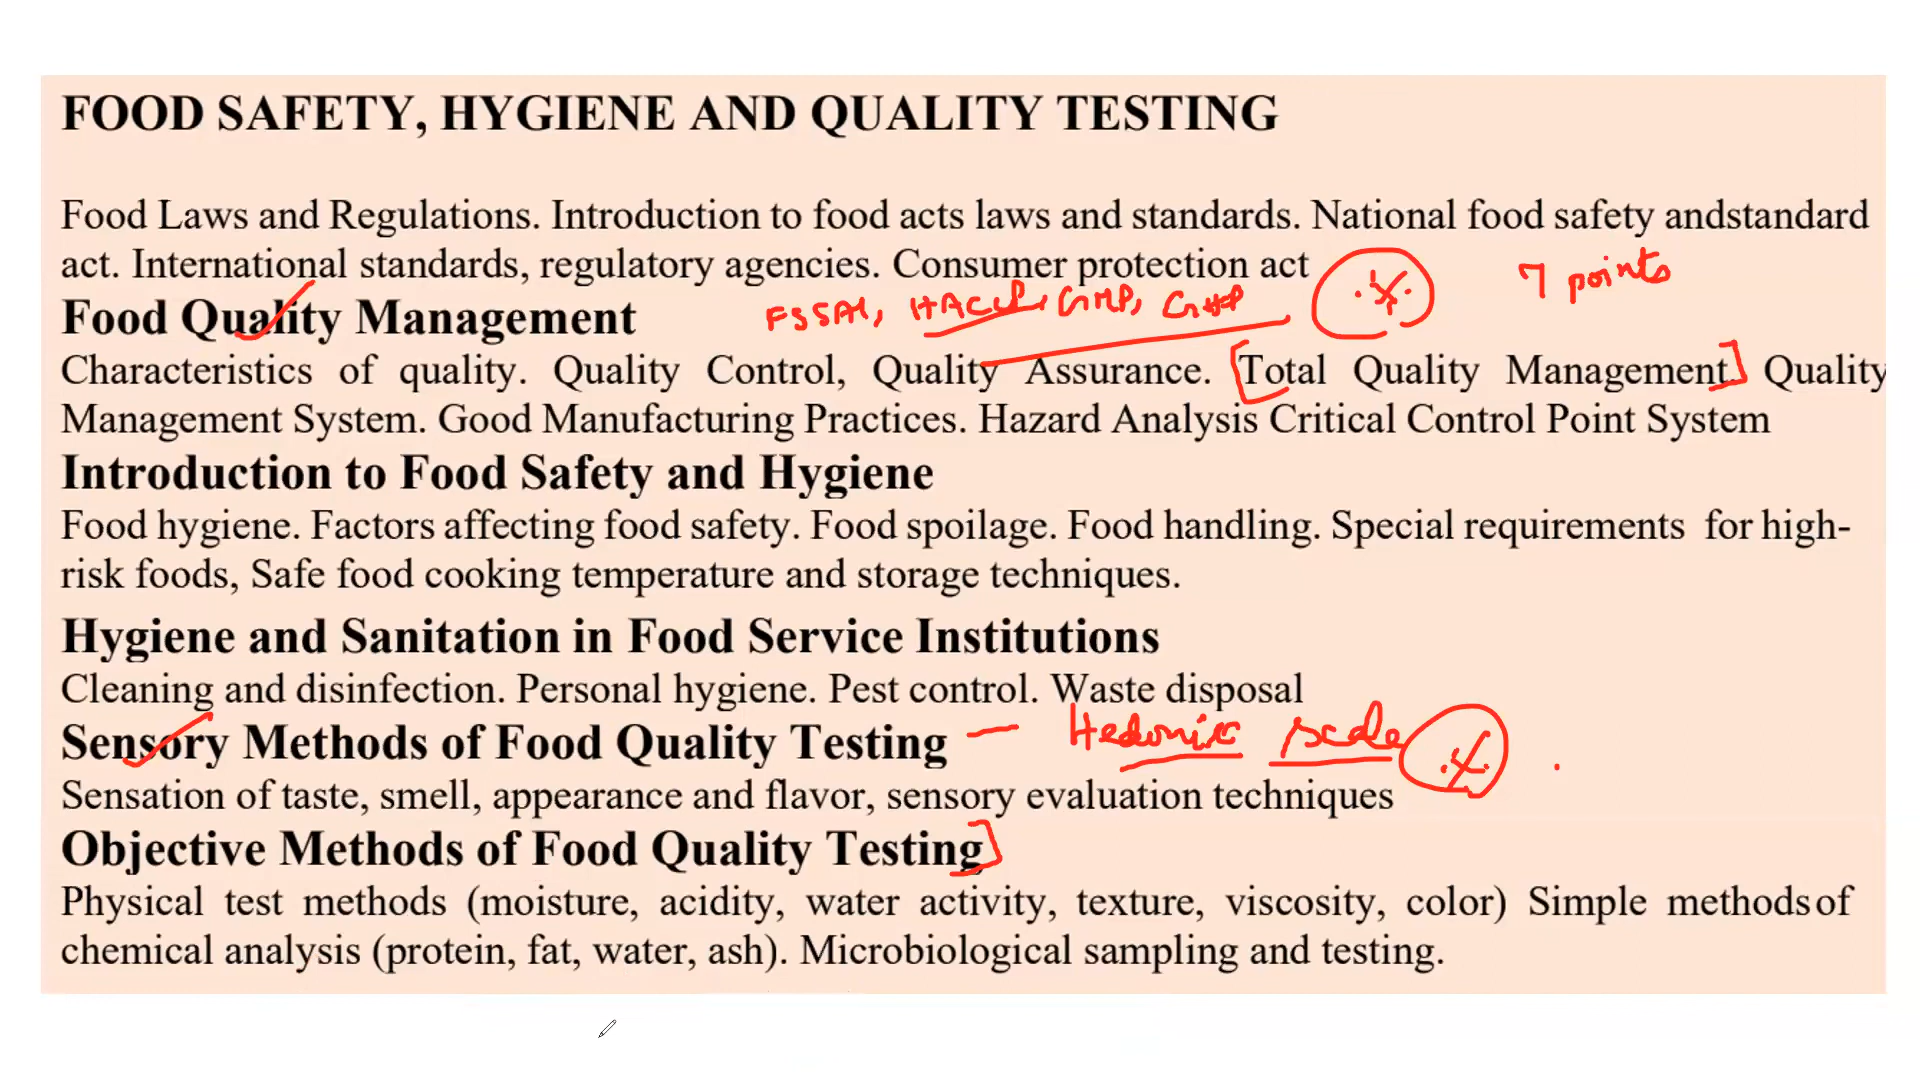 FOOD SAFETY, HYGIENE AND QUALITY TESTING
Food Laws and Regulations. Introduction to food acts laws and standards. National food safety andstandard
act. International standards, regulatory agencies. Consumer protection act
7 points
Food Quality Management
FSSAI, HACCP, GMP, GHP
Characteristics of quality. Quality Control, Quality Assurance. [Total Quality Management.] Quality
Management System. Good Manufacturing Practices. Hazard Analysis Critical Control Point System
Introduction to Food Safety and Hygiene
Food hygiene. Factors affecting food safety. Food spoilage. Food handling. Special requirements for high-
risk foods, Safe food cooking temperature and storage techniques.
Hygiene and Sanitation in Food Service Institutions
Cleaning and disinfection. Personal hygiene. Pest control. Waste disposal
Sensory Methods of Food Quality Testing — Hedonic scale
Sensation of taste, smell, appearance and flavor, sensory evaluation techniques
Objective Methods of Food Quality Testing]
Physical test methods (moisture, acidity, water activity, texture, viscosity, color) Simple methods of
chemical analysis (protein, fat, water, ash). Microbiological sampling and testing.